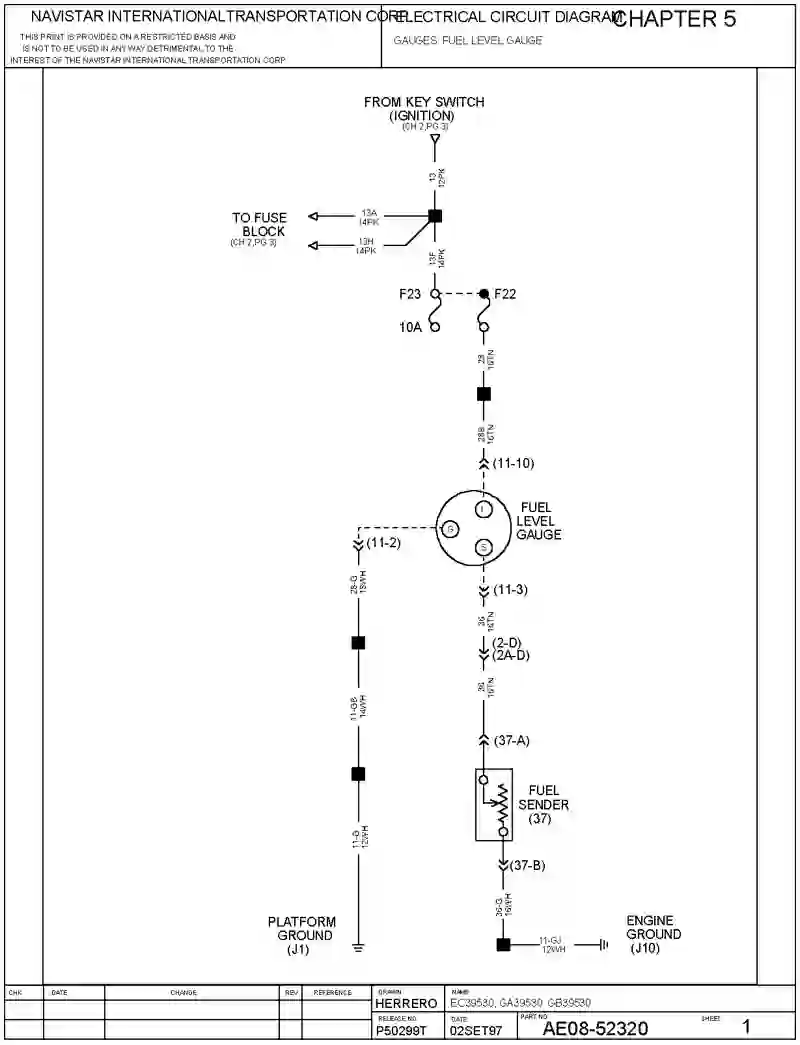 NAVISTAR INTERNATIONAL TRANSPORTATION CORP.
THIS PRINT IS PROVIDED ON A RESTRICTED BASIS AND
IS NOT TO BE USED IN ANY WAY DETRIMENTAL TO THE
INTEREST OF THE NAVISTAR INTERNATIONAL TRANSPORTATION CORP.
ELECTRICAL CIRCUIT DIAGRAM
CHAPTER 5
GAUGES: FUEL LEVEL GAUGE
FROM KEY SWITCH
(IGNITION)
(CH 2,PG 3)
13
12PK
TO FUSE
BLOCK
(CH 2,PG 3)
13A
14PK
13H
14PK
13F
14PK
F23
F22
10A
28
16TN
28B
16TN
(11-10)
I
G
S
FUEL
LEVEL
GAUGE
(11-2)
28-G
18WH
(11-3)
36
16TN
(2-D)
(2A-D)
36
16TN
11-GB
14WH
(37-A)
FUEL
SENDER
(37)
11-G
12WH
(37-B)
36-G
16WH
PLATFORM
GROUND
(J1)
11-GJ
12WH
ENGINE
GROUND
(J10)
CHK
DATE
CHANGE
REV
REFERENCE
DRAWN
HERRERO
NAME
EC39530, GA39530 GB39530
RELEASE NO.
P50299T
DATE
02SET97
PART NO.
AE08-52320
SHEET
1